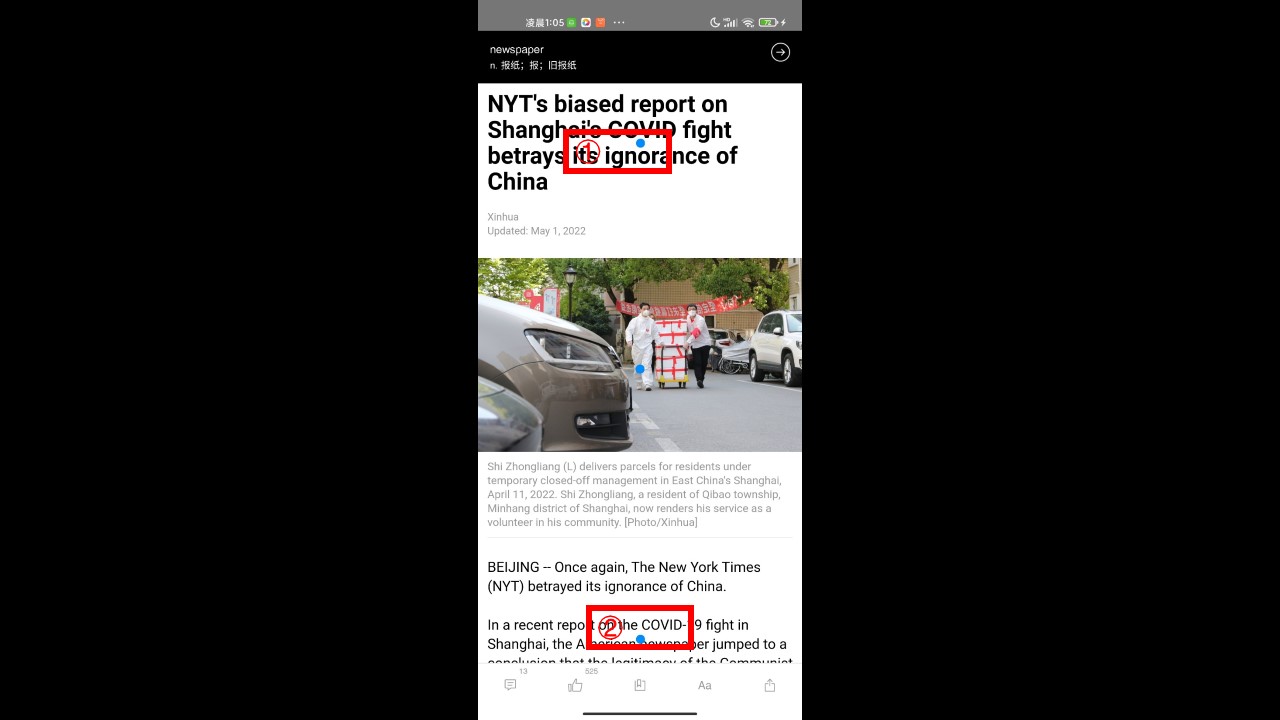 凌晨1:05
72
newspaper
n. 报纸；报；旧报纸
NYT's biased report on
Shanghai's COVID fight
betrays its ignorance of
China
①
Xinhua
Updated: May 1, 2022
Shi Zhongliang (L) delivers parcels for residents under
temporary closed-off management in East China's Shanghai,
April 11, 2022. Shi Zhongliang, a resident of Qibao township,
Minhang district of Shanghai, now renders his service as a
volunteer in his community. [Photo/Xinhua]
BEIJING -- Once again, The New York Times
(NYT) betrayed its ignorance of China.
②
In a recent report on the COVID-19 fight in
Shanghai, the American newspaper jumped to a
conclusion that the legitimacy of the Communist
13
525
Aa